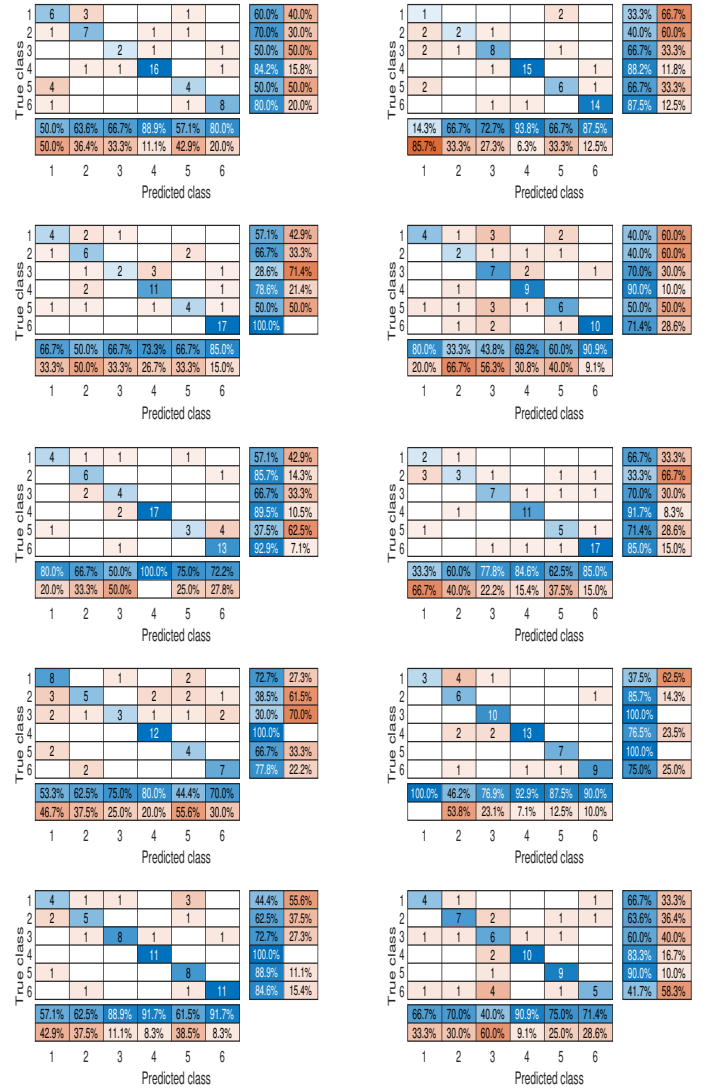 1 6 3 1 60.0% 40.0%
2 1 7 1 1 70.0% 30.0%
3 2 1 1 50.0% 50.0%
4 1 1 16 1 84.2% 15.8%
5 4 4 50.0% 50.0%
6 1 1 8 80.0% 20.0%
True class
50.0% 63.6% 66.7% 88.9% 57.1% 80.0%
50.0% 36.4% 33.3% 11.1% 42.9% 20.0%
1 2 3 4 5 6
Predicted class
1 1 2 33.3% 66.7%
2 2 2 1 40.0% 60.0%
3 2 1 8 1 66.7% 33.3%
4 15 1 88.2% 11.8%
5 2 6 1 66.7% 33.3%
6 1 1 14 87.5% 12.5%
True class
14.3% 66.7% 72.7% 93.8% 66.7% 87.5%
85.7% 33.3% 27.3% 6.3% 33.3% 12.5%
1 2 3 4 5 6
Predicted class
1 4 2 1 57.1% 42.9%
2 1 6 2 66.7% 33.3%
3 1 2 3 1 28.6% 71.4%
4 2 11 1 78.6% 21.4%
5 1 1 1 4 1 50.0% 50.0%
6 17 100.0%
True class
66.7% 50.0% 66.7% 73.3% 66.7% 85.0%
33.3% 50.0% 33.3% 26.7% 33.3% 15.0%
1 2 3 4 5 6
Predicted class
1 4 1 3 2 40.0% 60.0%
2 2 1 1 1 40.0% 60.0%
3 7 2 1 70.0% 30.0%
4 1 9 90.0% 10.0%
5 1 1 3 1 6 50.0% 50.0%
6 1 2 1 10 71.4% 28.6%
True class
80.0% 33.3% 43.8% 69.2% 60.0% 90.9%
20.0% 66.7% 56.3% 30.8% 40.0% 9.1%
1 2 3 4 5 6
Predicted class
1 4 1 1 1 57.1% 42.9%
2 6 1 85.7% 14.3%
3 2 4 66.7% 33.3%
4 2 17 89.5% 10.5%
5 1 3 4 37.5% 62.5%
6 1 13 92.9% 7.1%
True class
80.0% 66.7% 50.0% 100.0% 75.0% 72.2%
20.0% 33.3% 50.0% 25.0% 27.8%
1 2 3 4 5 6
Predicted class
1 2 1 66.7% 33.3%
2 3 3 1 1 1 33.3% 66.7%
3 7 1 1 1 70.0% 30.0%
4 1 11 91.7% 8.3%
5 1 5 1 71.4% 28.6%
6 1 1 1 17 85.0% 15.0%
True class
33.3% 60.0% 77.8% 84.6% 62.5% 85.0%
66.7% 40.0% 22.2% 15.4% 37.5% 15.0%
1 2 3 4 5 6
Predicted class
1 8 1 2 72.7% 27.3%
2 3 5 2 2 1 38.5% 61.5%
3 2 1 3 1 1 2 30.0% 70.0%
4 12 100.0%
5 2 4 66.7% 33.3%
6 2 7 77.8% 22.2%
True class
53.3% 62.5% 75.0% 80.0% 44.4% 70.0%
46.7% 37.5% 25.0% 20.0% 55.6% 30.0%
1 2 3 4 5 6
Predicted class
1 3 4 1 37.5% 62.5%
2 6 1 85.7% 14.3%
3 10 100.0%
4 2 2 13 76.5% 23.5%
5 7 100.0%
6 1 1 1 9 75.0% 25.0%
True class
100.0% 46.2% 76.9% 92.9% 87.5% 90.0%
53.8% 23.1% 7.1% 12.5% 10.0%
1 2 3 4 5 6
Predicted class
1 4 1 1 3 44.4% 55.6%
2 2 5 1 62.5% 37.5%
3 1 8 1 1 72.7% 27.3%
4 11 100.0%
5 1 8 88.9% 11.1%
6 1 1 11 84.6% 15.4%
True class
57.1% 62.5% 88.9% 91.7% 61.5% 91.7%
42.9% 37.5% 11.1% 8.3% 38.5% 8.3%
1 2 3 4 5 6
Predicted class
1 4 1 1 66.7% 33.3%
2 7 2 1 1 63.6% 36.4%
3 1 1 6 1 1 60.0% 40.0%
4 2 10 83.3% 16.7%
5 1 9 90.0% 10.0%
6 1 1 4 1 5 41.7% 58.3%
True class
66.7% 70.0% 40.0% 90.9% 75.0% 71.4%
33.3% 30.0% 60.0% 9.1% 25.0% 28.6%
1 2 3 4 5 6
Predicted class